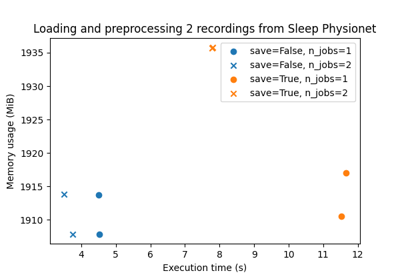 Loading and preprocessing 2 recordings from Sleep Physionet
1935
1930
1925
1920
1915
1910
Memory usage (MiB)
save=False, n_jobs=1
save=False, n_jobs=2
save=True, n_jobs=1
save=True, n_jobs=2
4 5 6 7 8 9 10 11 12
Execution time (s)